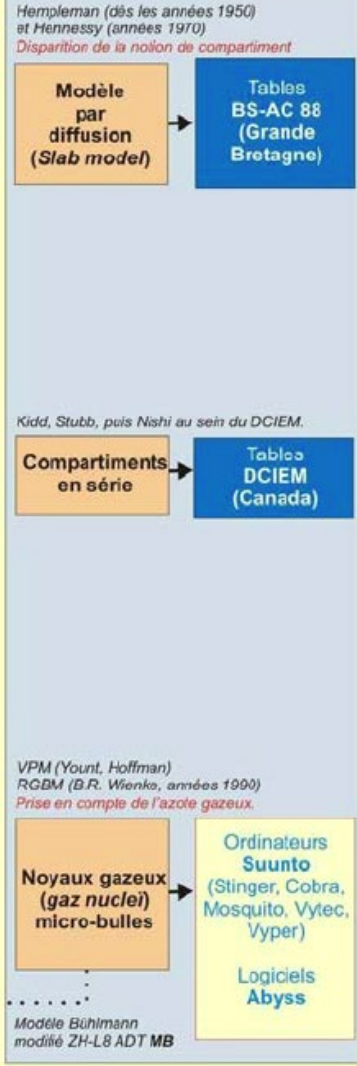 Hempleman (dès les années 1950)
et Hennessy (années 1970)
Disparition de la notion de compartiment
Modèle
par
diffusion
(Slab model)
Tables
BS-AC 88
(Grande
Bretagne)
Kidd, Stubb, puis Nishi au sein du DCIEM.
Compartiments
en série
Tables
DCIEM
(Canada)
VPM (Yount, Hoffman)
RGBM (B.R. Wienke, années 1990)
Prise en compte de l'azote gazeux.
Noyaux gazeux
(gaz nucleï)
micro-bulles
Ordinateurs
Suunto
(Stinger, Cobra,
Mosquito, Vytec,
Vyper)
Logiciels
Abyss
Modèle Bühlmann
modifié ZH-L8 ADT MB